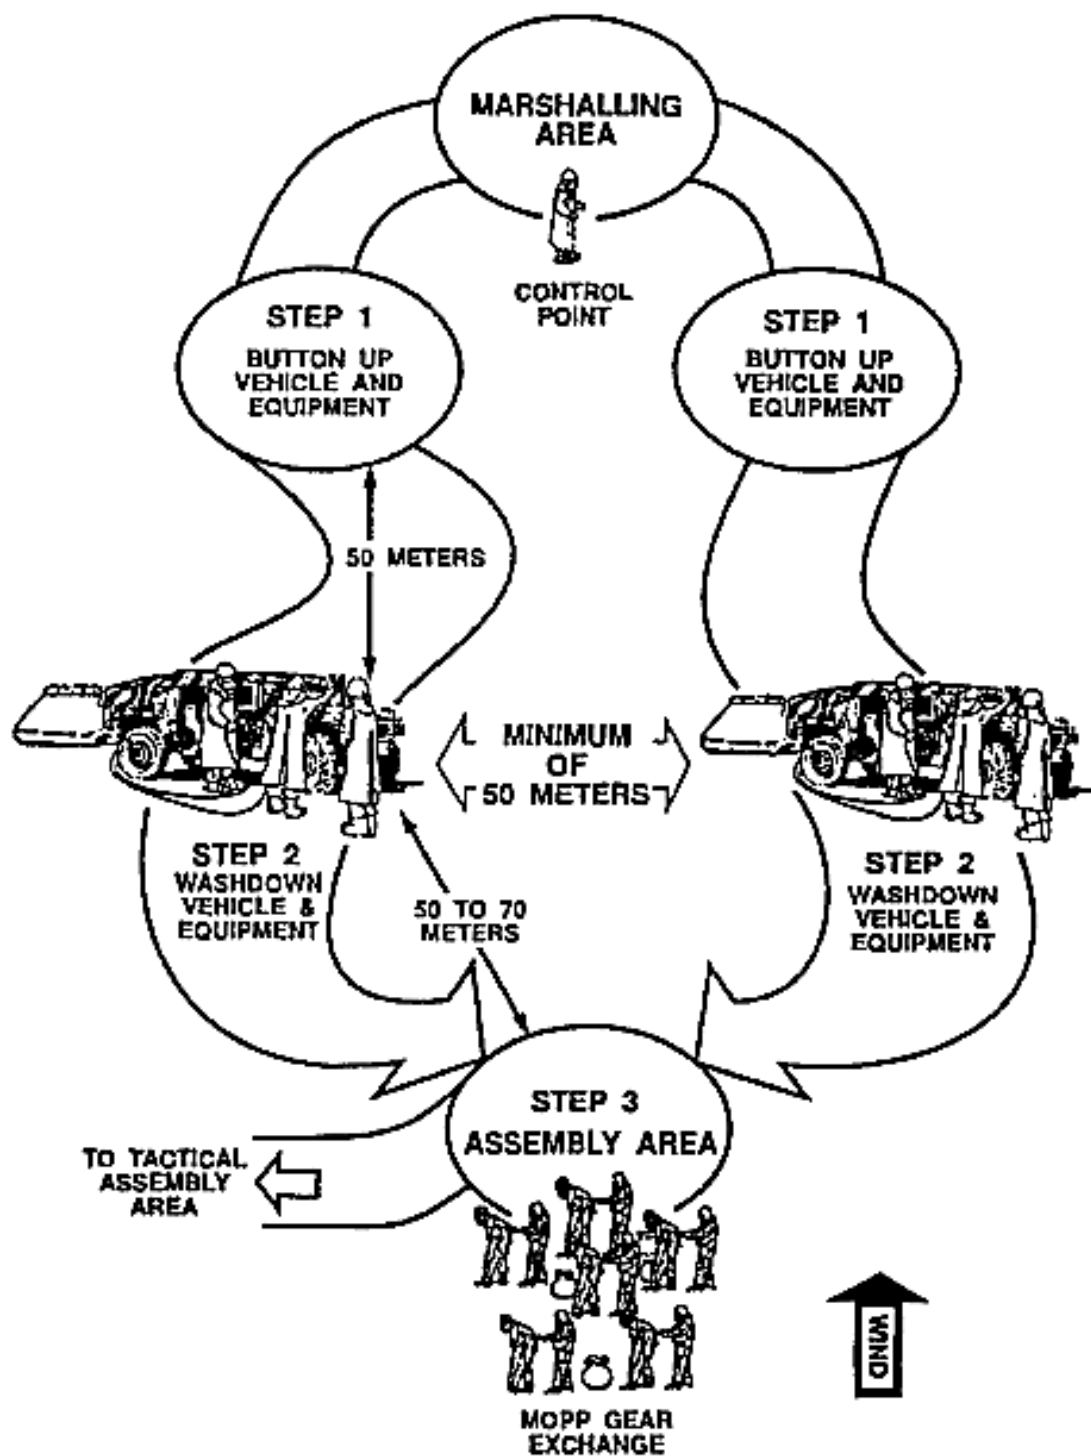 MARSHALLING
AREA
CONTROL
POINT
STEP 1
BUTTON UP
VEHICLE AND
EQUIPMENT
STEP 1
BUTTON UP
VEHICLE AND
EQUIPMENT
50 METERS
MINIMUM
OF
50 METERS
STEP 2
WASHDOWN
VEHICLE &
EQUIPMENT
50 TO 70
METERS
STEP 2
WASHDOWN
VEHICLE &
EQUIPMENT
STEP 3
ASSEMBLY AREA
TO TACTICAL
ASSEMBLY
AREA
WIND
MOPP GEAR
EXCHANGE